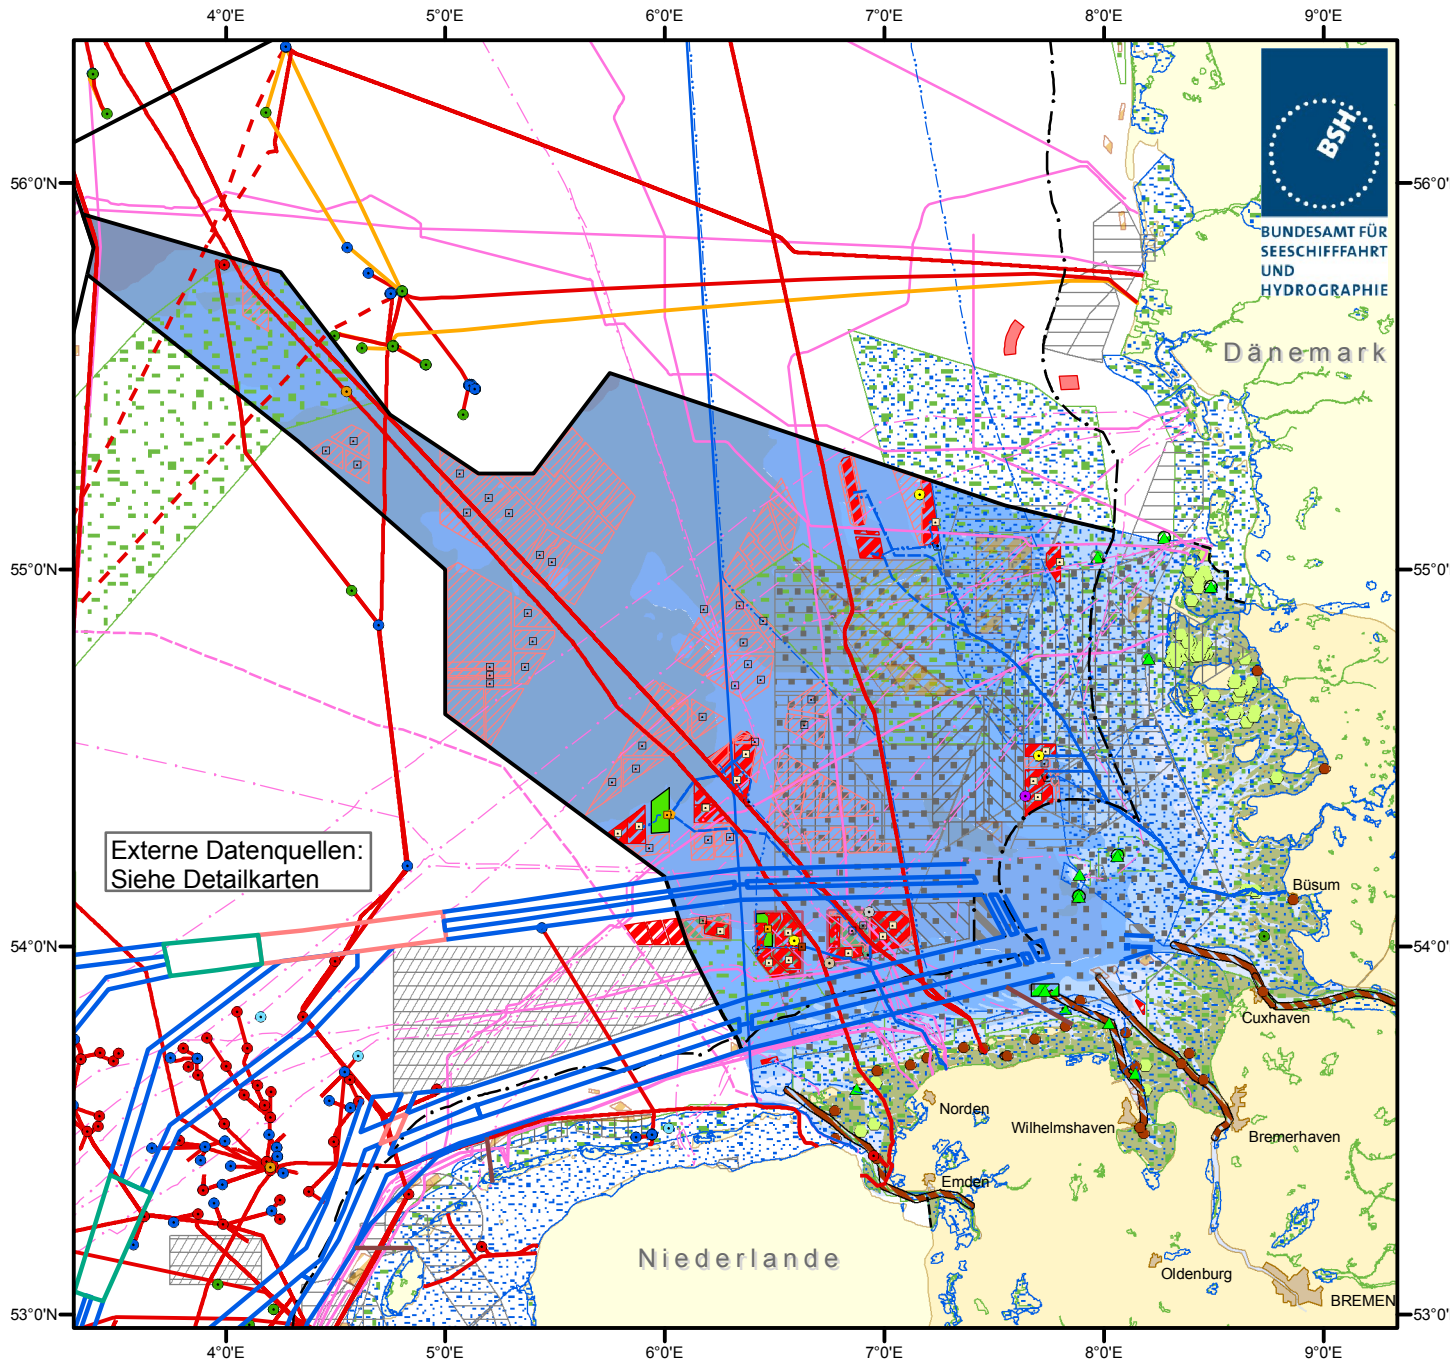 4°0'E 5°0'E 6°0'E 7°0'E 8°0'E 9°0'E
BSH
BUNDESAMT FÜR
SEESCHIFFFAHRT
UND
HYDROGRAPHIE
56°0'N 56°0'
Dänemark
55°0'N 55°0'
Externe Datenquellen:
Siehe Detailkarten
Büsum
54°0'N 54°0'
Cuxhaven
Norden
Wilhelmshaven
Bremerhaven
Emden
Niederlande
Oldenburg
BREMEN
53°0'N 53°0'
4°0'E 5°0'E 6°0'E 7°0'E 8°0'E 9°0'E